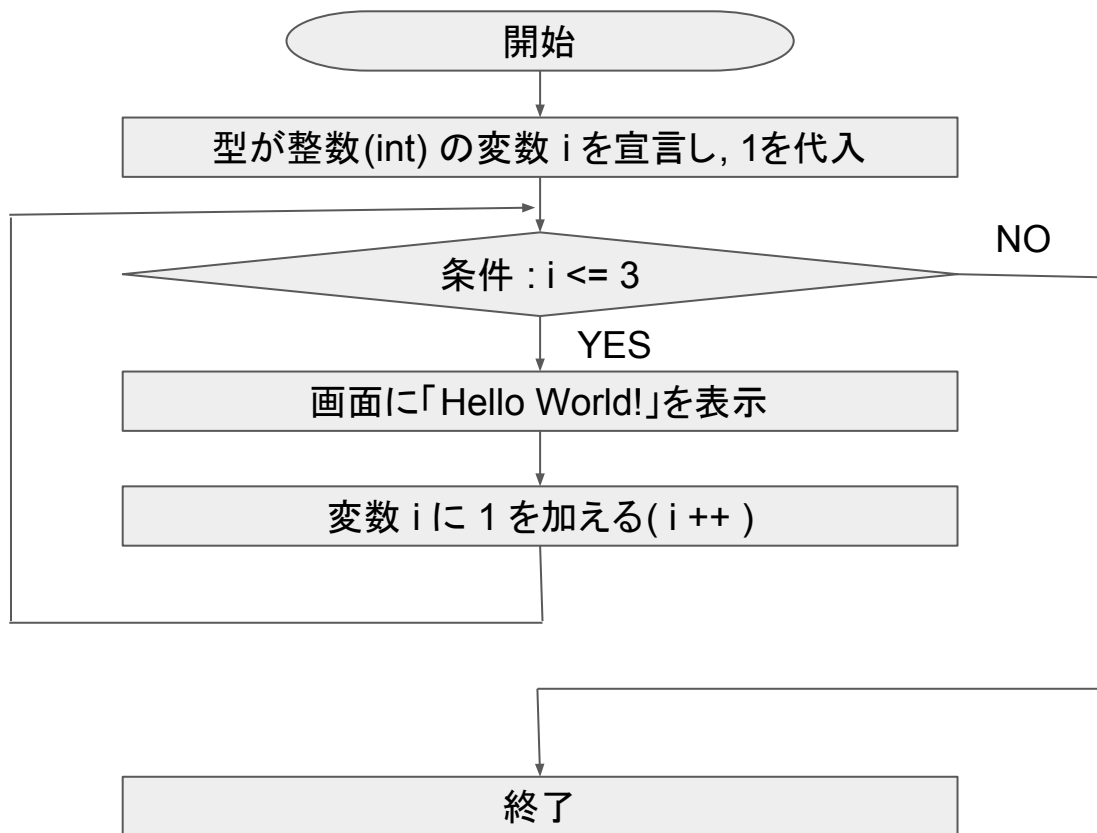 開始
型が整数(int) の変数 i を宣言し, 1を代入
条件 : i <= 3
NO
YES
画面に「Hello World!」を表示
変数 i に 1 を加える( i ++ )
終了